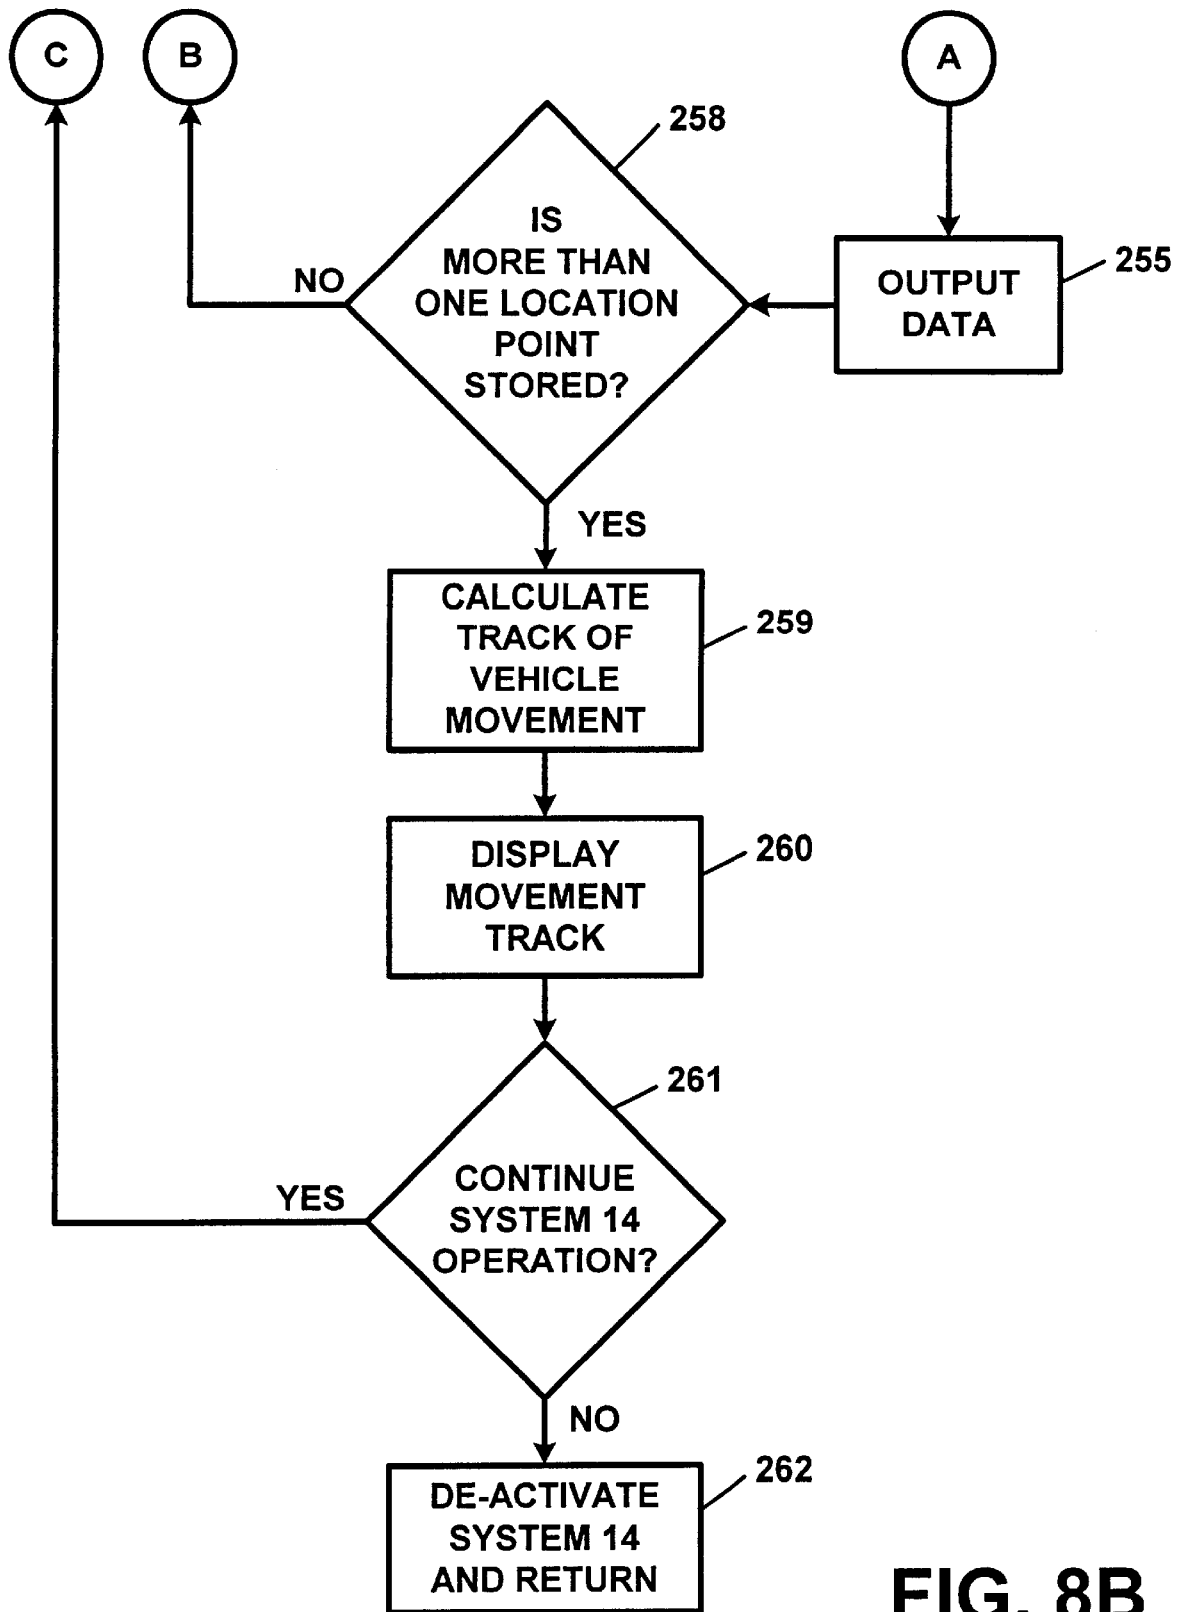 C
B
A
258
IS
MORE THAN
ONE LOCATION
POINT
STORED?
NO
OUTPUT
DATA
255
YES
CALCULATE
TRACK OF
VEHICLE
MOVEMENT
259
DISPLAY
MOVEMENT
TRACK
260
261
CONTINUE
SYSTEM 14
OPERATION?
YES
NO
DE-ACTIVATE
SYSTEM 14
AND RETURN
262
FIG. 8B